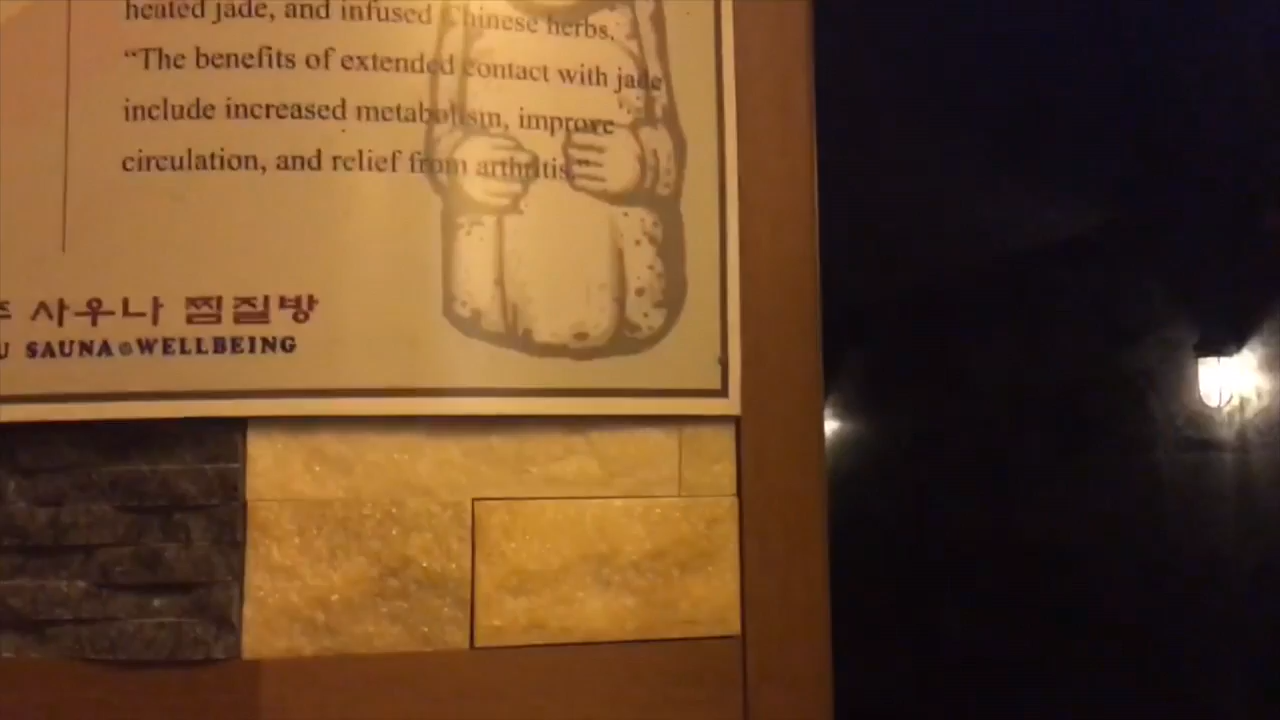 heated jade, and infused Chinese herbs.
“The benefits of extended contact with jade
include increased metabolism, improve
circulation, and relief from arthritis.”
사우나 찜질방
U SAUNA WELLBEING